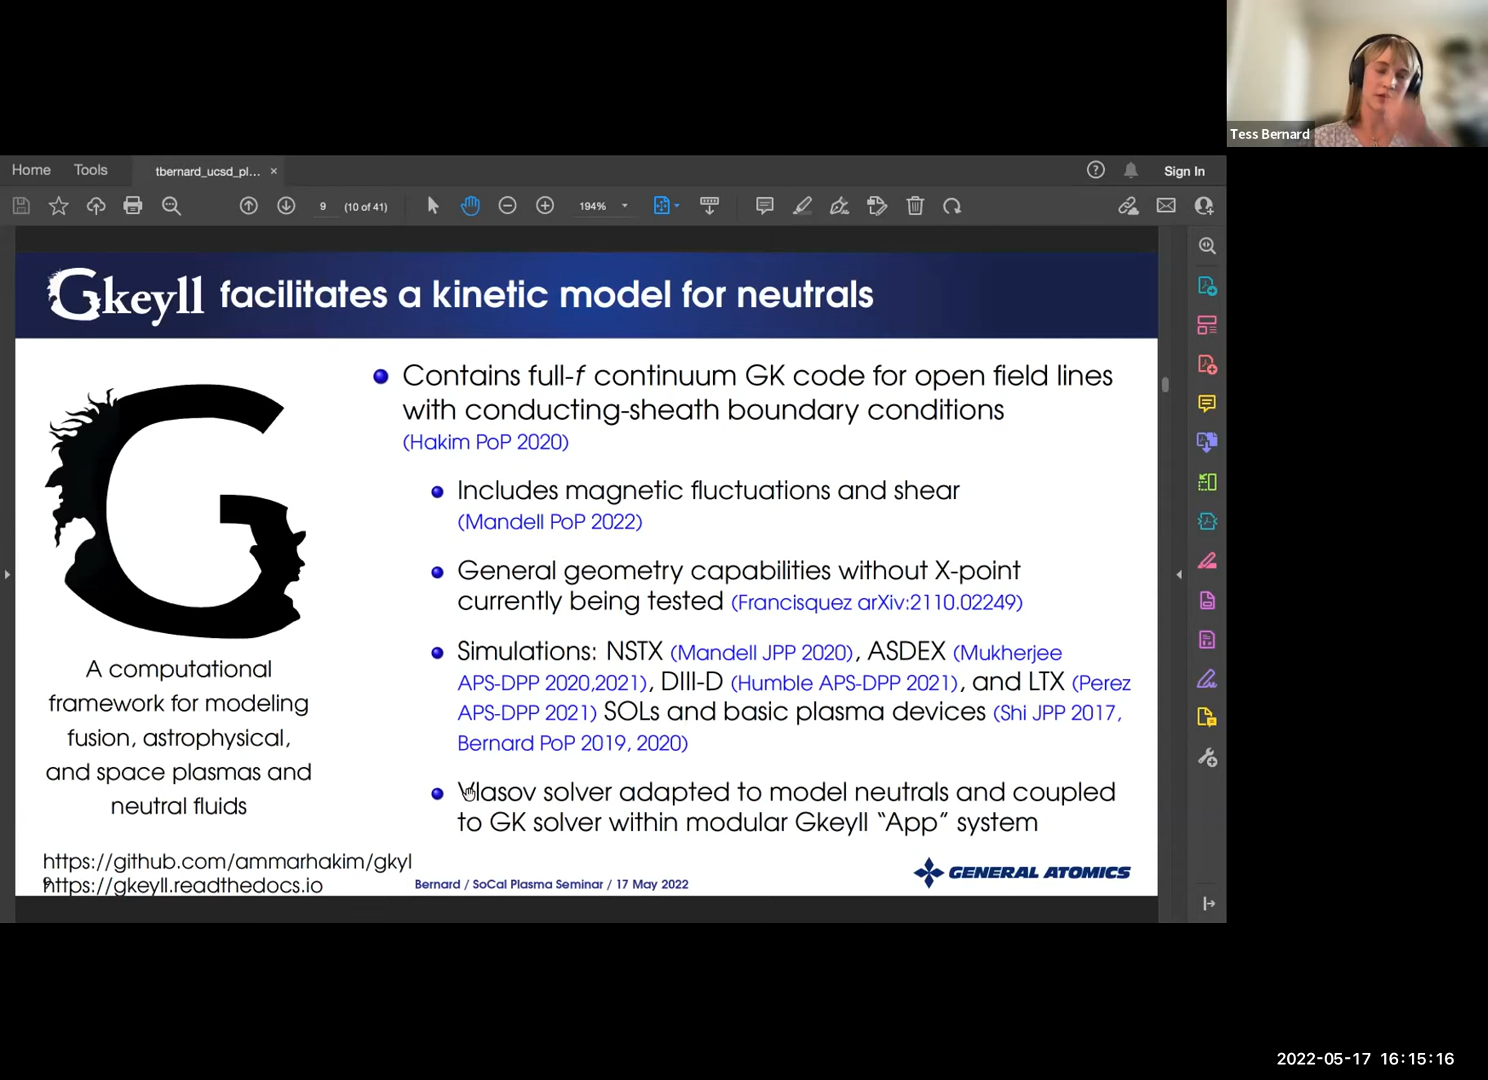 Tess Bernard
Home
Tools
tbernard_ucsd_pl... ×
Sign In
9
(10 of 41)
194%
Gkeyll facilitates a kinetic model for neutrals
Contains full-f continuum GK code for open field lines
with conducting-sheath boundary conditions
(Hakim PoP 2020)
Includes magnetic fluctuations and shear
(Mandell PoP 2022)
General geometry capabilities without X-point
currently being tested (Francisquez arXiv:2110.02249)
Simulations: NSTX (Mandell JPP 2020), ASDEX (Mukherjee
APS-DPP 2020,2021), DIII-D (Humble APS-DPP 2021), and LTX (Perez
APS-DPP 2021) SOLs and basic plasma devices (Shi JPP 2017,
Bernard PoP 2019, 2020)
Vlasov solver adapted to model neutrals and coupled
to GK solver within modular Gkeyll “App” system
G
A computational
framework for modeling
fusion, astrophysical,
and space plasmas and
neutral fluids
https://github.com/ammarhakim/gkyl
https://gkeyll.readthedocs.io
9
Bernard / SoCal Plasma Seminar / 17 May 2022
GENERAL ATOMICS
2022-05-17 16:15:16